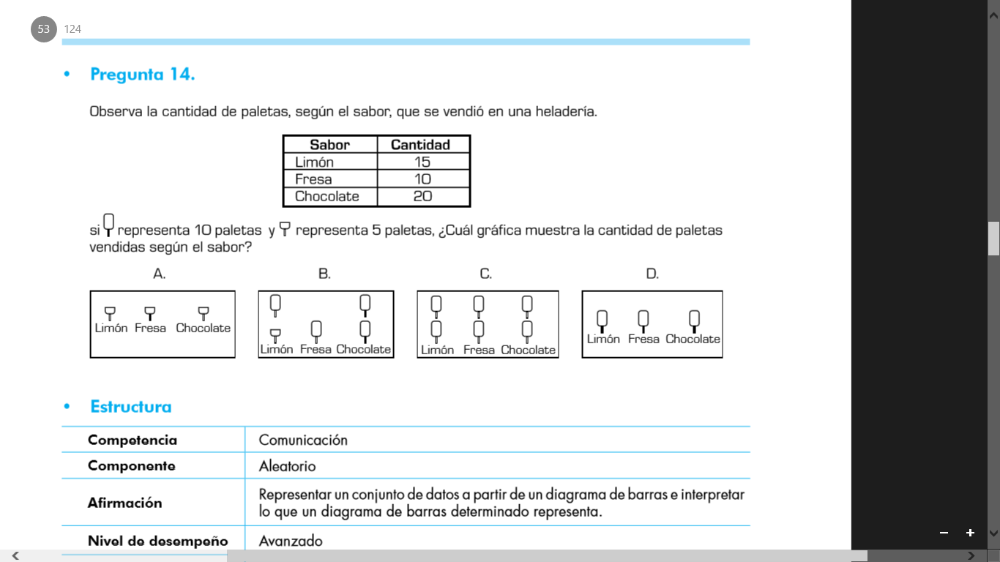 53 124
• Pregunta 14.
Observa la cantidad de paletas, según el sabor, que se vendió en una heladería.
Sabor Cantidad
Limón 15
Fresa 10
Chocolate 20
si representa 10 paletas y representa 5 paletas, ¿Cuál gráfica muestra la cantidad de paletas
vendidas según el sabor?
A. B. C. D.
Limón Fresa Chocolate
Limón Fresa Chocolate
Limón Fresa Chocolate
Limón Fresa Chocolate
• Estructura
Competencia Comunicación
Componente Aleatorio
Afirmación Representar un conjunto de datos a partir de un diagrama de barras e interpretar
lo que un diagrama de barras determinado representa.
Nivel de desempeño Avanzado